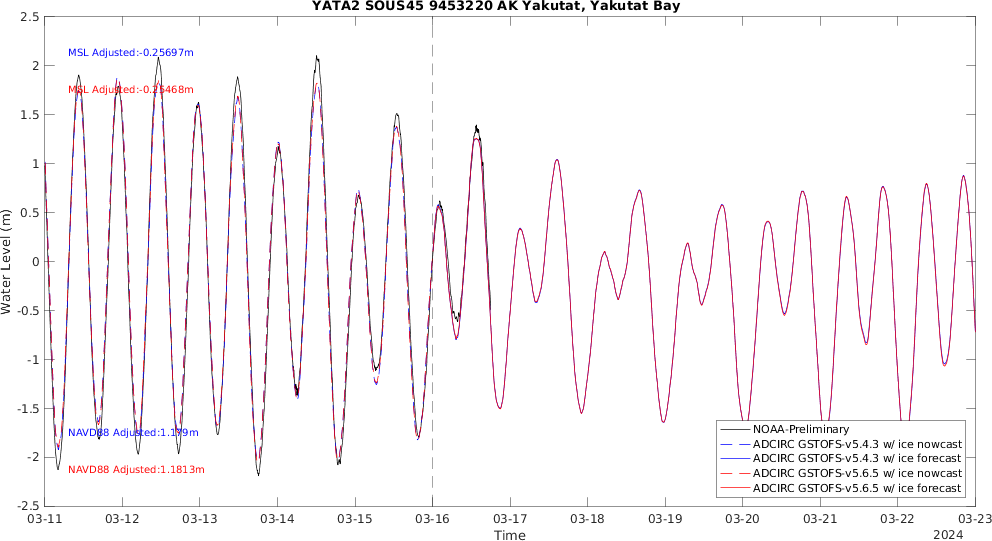 YATA2 SOUS45 9453220 AK Yakutat, Yakutat Bay
2.5
2
1.5
1
0.5
0
-0.5
-1
-1.5
-2
-2.5
Water Level (m)
MSL Adjusted:-0.25697m
MSL Adjusted:-0.25468m
NAVD88 Adjusted:1.179m
NAVD88 Adjusted:1.1813m
NOAA-Preliminary
ADCIRC GSTOFS-v5.4.3 w/ ice nowcast
ADCIRC GSTOFS-v5.4.3 w/ ice forecast
ADCIRC GSTOFS-v5.6.5 w/ ice nowcast
ADCIRC GSTOFS-v5.6.5 w/ ice forecast
03-11 03-12 03-13 03-14 03-15 03-16 03-17 03-18 03-19 03-20 03-21 03-22 03-23
Time
2024